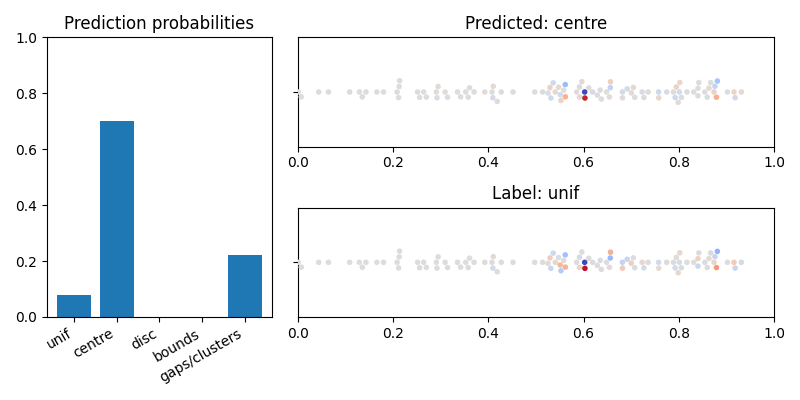 Prediction probabilities
1.0
0.8
0.6
0.4
0.2
0.0
unif
centre
disc
bounds
gaps/clusters
Predicted: centre
0.0 0.2 0.4 0.6 0.8 1.0
Label: unif
0.0 0.2 0.4 0.6 0.8 1.0